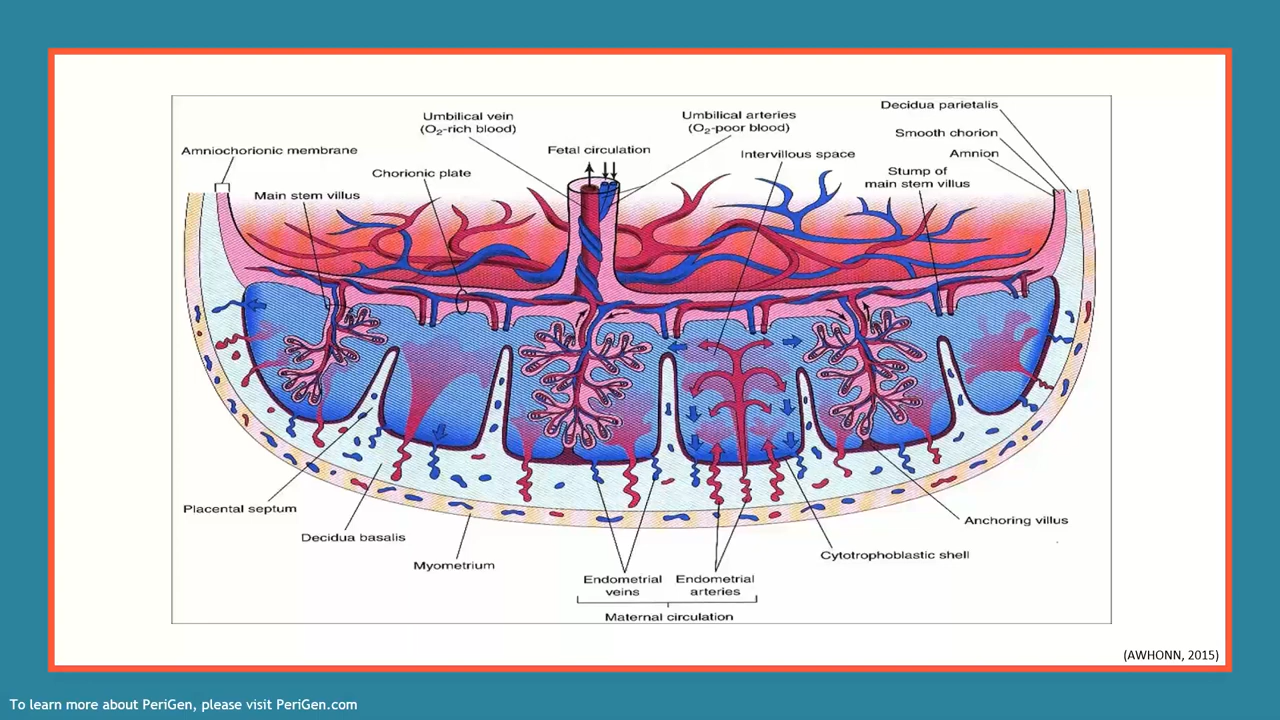 Decidua parietalis
Umbilical vein
(O2-rich blood)
Umbilical arteries
(O2-poor blood)
Smooth chorion
Amniochorionic membrane
Fetal circulation
Intervillous space
Amnion
Chorionic plate
Stump of
main stem villus
Main stem villus
Placental septum
Decidua basalis
Myometrium
Endometrial
veins
Endometrial
arteries
Maternal circulation
Cytotrophoblastic shell
Anchoring villus
(AWHONN, 2015)
To learn more about PeriGen, please visit PeriGen.com